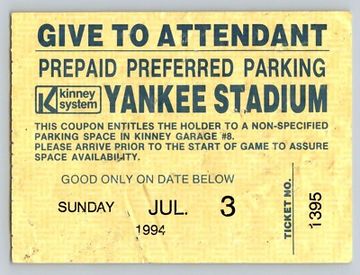 GIVE TO ATTENDANT
PREPAID PREFERRED PARKING
kinney system YANKEE STADIUM
THIS COUPON ENTITLES THE HOLDER TO A NON-SPECIFIED
PARKING SPACE IN KINNEY GARAGE #8.
PLEASE ARRIVE PRIOR TO THE START OF GAME TO ASSURE
SPACE AVAILABILITY.
GOOD ONLY ON DATE BELOW
SUNDAY JUL. 3
1994
TICKET NO.
1395